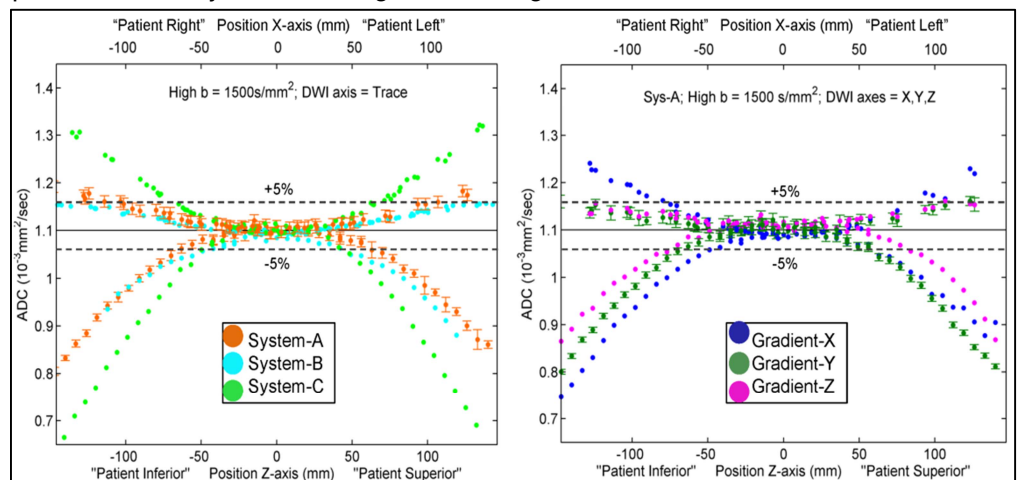 "Patient Right" Position X-axis (mm) "Patient Left"
-100 -50 0 50 100
1.4
1.3
1.2
1.1
1
0.9
0.8
0.7
ADC (10⁻³mm²/sec)
High b = 1500s/mm²; DWI axis = Trace
+5%
-5%
System-A
System-B
System-C
-100 -50 0 50 100
"Patient Inferior" Position Z-axis (mm) "Patient Superior"
"Patient Right" Position X-axis (mm) "Patient Left"
-100 -50 0 50 100
1.4
1.3
1.2
1.1
1
0.9
0.8
0.7
ADC (10⁻³mm²/sec)
Sys-A; High b = 1500 s/mm²; DWI axes = X,Y,Z
+5%
-5%
Gradient-X
Gradient-Y
Gradient-Z
-100 -50 0 50 100
"Patient Inferior" Position Z-axis (mm) "Patient Superior"